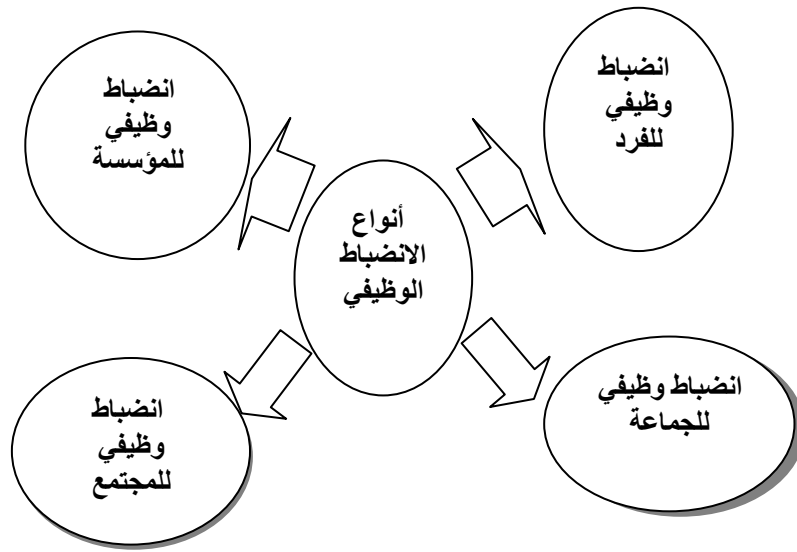 انضباط
وظيفي
للفرد
انضباط
وظيفي
للمؤسسة
أنواع
الانضباط
الوظيفي
انضباط وظيفي
للجماعة
انضباط
وظيفي
للمجتمع